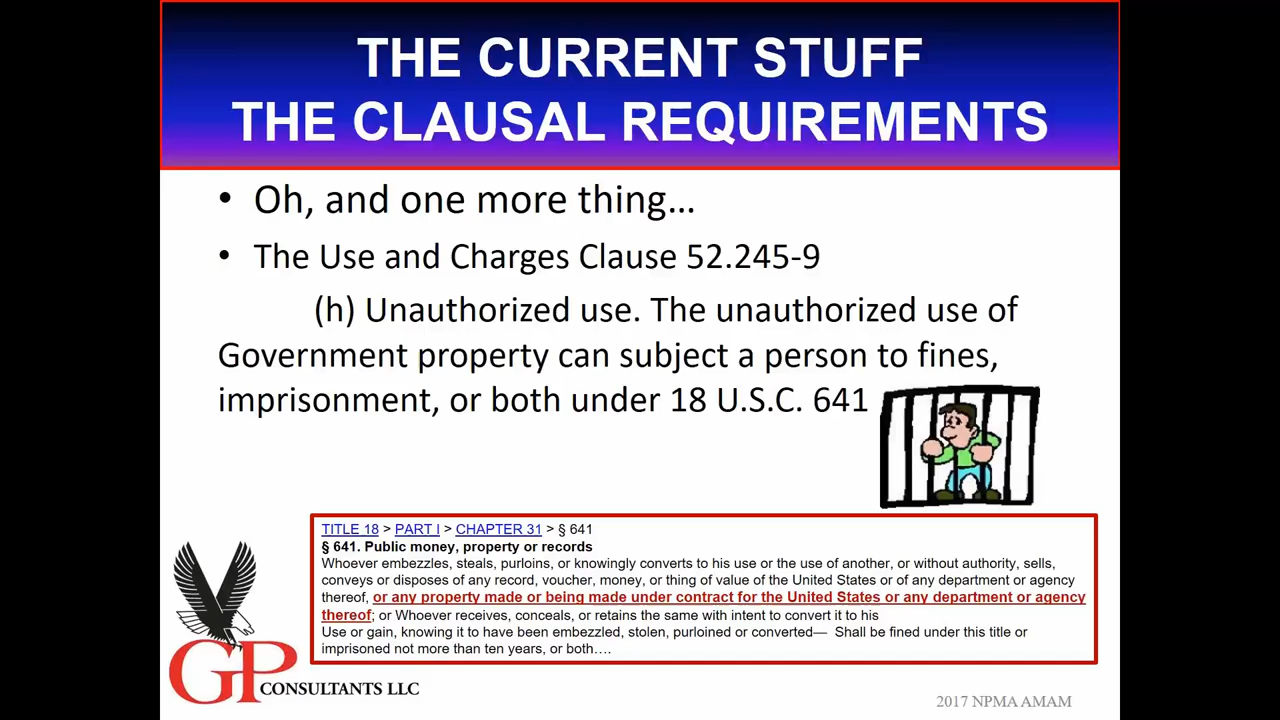 THE CURRENT STUFF
THE CLAUSAL REQUIREMENTS
• Oh, and one more thing…
• The Use and Charges Clause 52.245-9
(h) Unauthorized use. The unauthorized use of
Government property can subject a person to fines,
imprisonment, or both under 18 U.S.C. 641
TITLE 18 > PART I > CHAPTER 31 > § 641
§ 641. Public money, property or records
Whoever embezzles, steals, purloins, or knowingly converts to his use or the use of another, or without authority, sells,
conveys or disposes of any record, voucher, money, or thing of value of the United States or of any department or agency
thereof, or any property made or being made under contract for the United States or any department or agency
thereof; or Whoever receives, conceals, or retains the same with intent to convert it to his
Use or gain, knowing it to have been embezzled, stolen, purloined or converted— Shall be fined under this title or
imprisoned not more than ten years, or both….
GP CONSULTANTS LLC
2017 NPMA AMAM